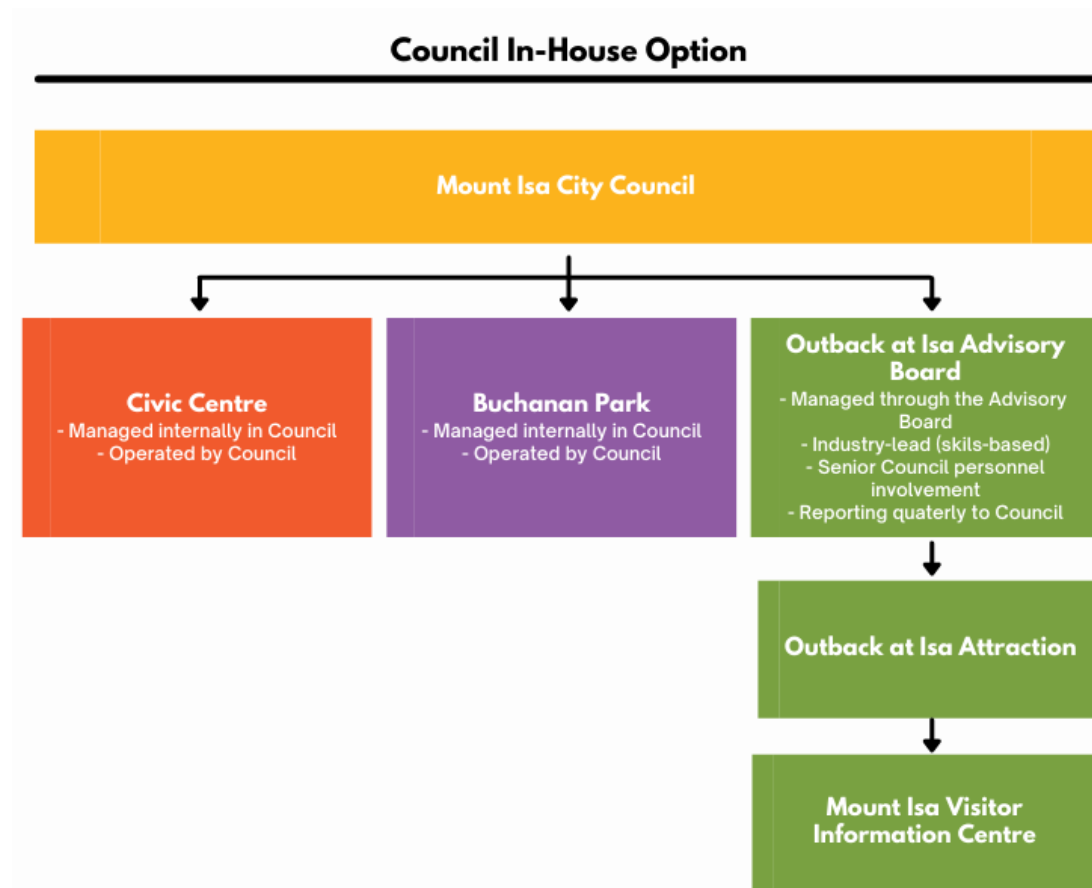 Council In-House Option
Mount Isa City Council
Civic Centre
- Managed internally in Council
- Operated by Council
Buchanan Park
- Managed internally in Council
- Operated by Council
Outback at Isa Advisory
Board
- Managed through the Advisory
Board
- Industry-lead (skils-based)
- Senior Council personnel
involvement
- Reporting quaterly to Council
Outback at Isa Attraction
Mount Isa Visitor
Information Centre